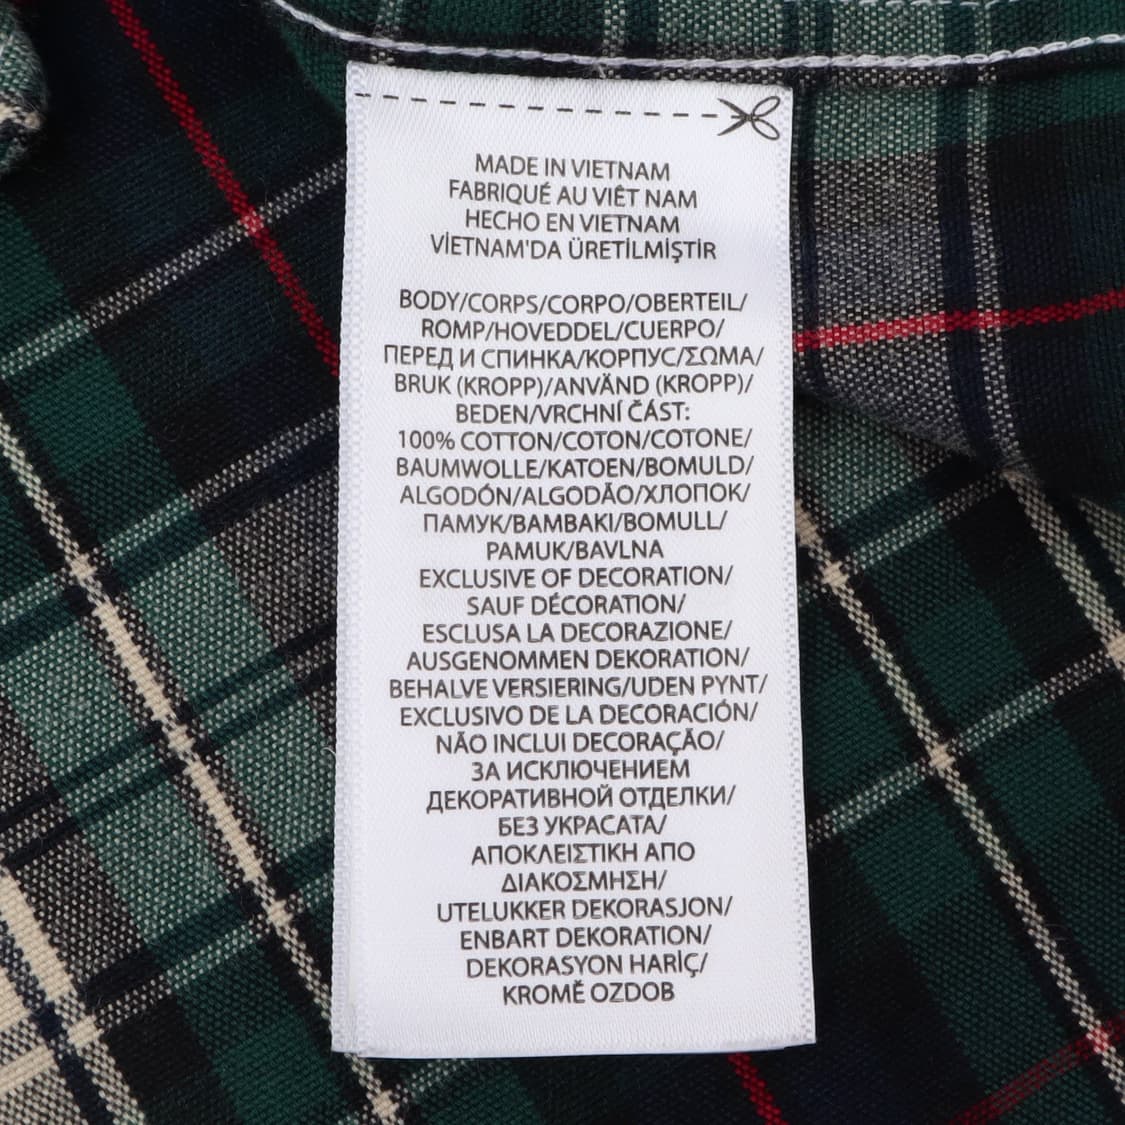 MADE IN VIETNAM
FABRIQUÉ AU VIÊT NAM
HECHO EN VIETNAM
VİETNAM'DA ÜRETİLMİŞTİR
BODY/CORPS/CORPO/OBERTEIL/
ROMP/HOVEDDEL/CUERPO/
ПЕРЕД И СПИНКА/КОРПУС/ΣΩΜΑ/
BRUK (KROPP)/ANVÄND (KROPP)/
BEDEN/VRCHNÍ ČÁST:
100% COTTON/COTON/COTONE/
BAUMWOLLE/KATOEN/BOMULD/
ALGODÓN/ALGODÃO/ХЛОПОК/
ПАМУК/ΒΑΜΒΑΚΙ/BOMULL/
PAMUK/BAVLNA
EXCLUSIVE OF DECORATION/
SAUF DÉCORATION/
ESCLUSA LA DECORAZIONE/
AUSGENOMMEN DEKORATION/
BEHALVE VERSIERING/UDEN PYNT/
EXCLUSIVO DE LA DECORACIÓN/
NÃO INCLUI DECORAÇÃO/
ЗА ИСКЛЮЧЕНИЕМ
ДЕКОРАТИВНОЙ ОТДЕЛКИ/
БЕЗ УКРАСАТА/
ΑΠΟΚΛΕΙΣΤΙΚΗ ΑΠΟ
ΔΙΑΚΟΣΜΗΣΗ/
UTELUKKER DEKORASJON/
ENBART DEKORATION/
DEKORASYON HARİÇ/
KROMĚ OZDOB